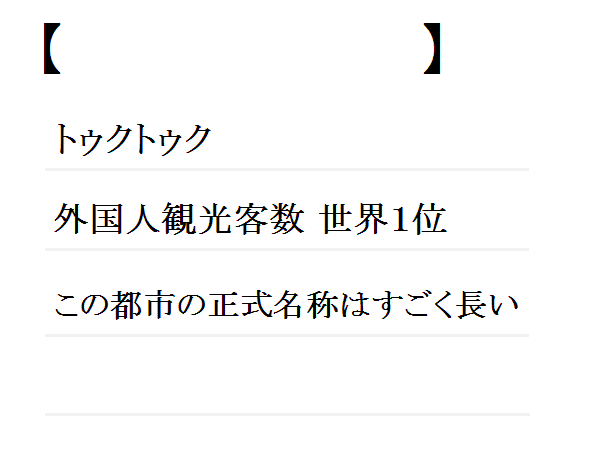 【　　　　　　　　　　】
トゥクトゥク
外国人観光客数 世界1位
この都市の正式名称はすごく長い